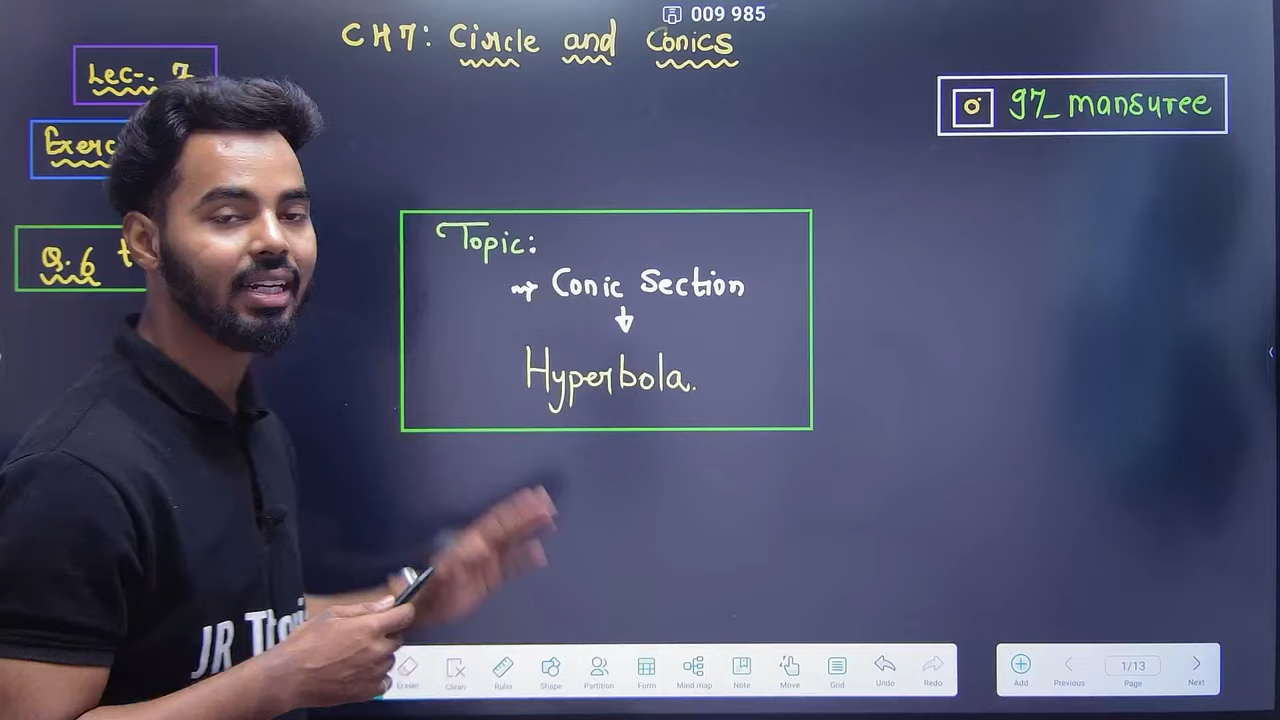 009 985
CH7: Circle and Conics
Lec-. 7
97_mansuree
Q.6
Topic:
Conic Section
Hyperbola.
JR
Eraser Clean Ruler Shape Partition Form Mind map Note Move Grid Undo Redo
Add Previous 1/13 Page Next